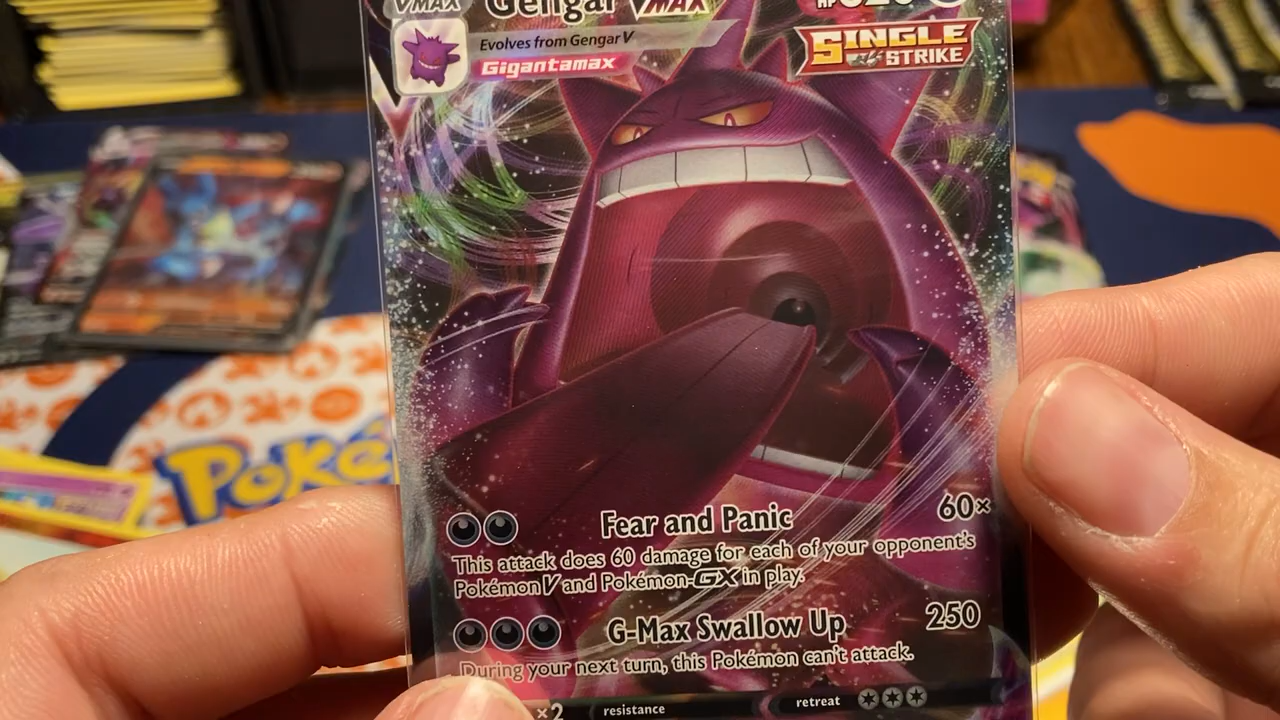 VMAX Gengar VMAX HP320
Evolves from Gengar V
SINGLE
Gigantamax
STRIKE
POKé
Fear and Panic 60×
This attack does 60 damage for each of your opponent's
Pokémon V and Pokémon-GX in play.
G-Max Swallow Up 250
During your next turn, this Pokémon can't attack.
×2 resistance retreat